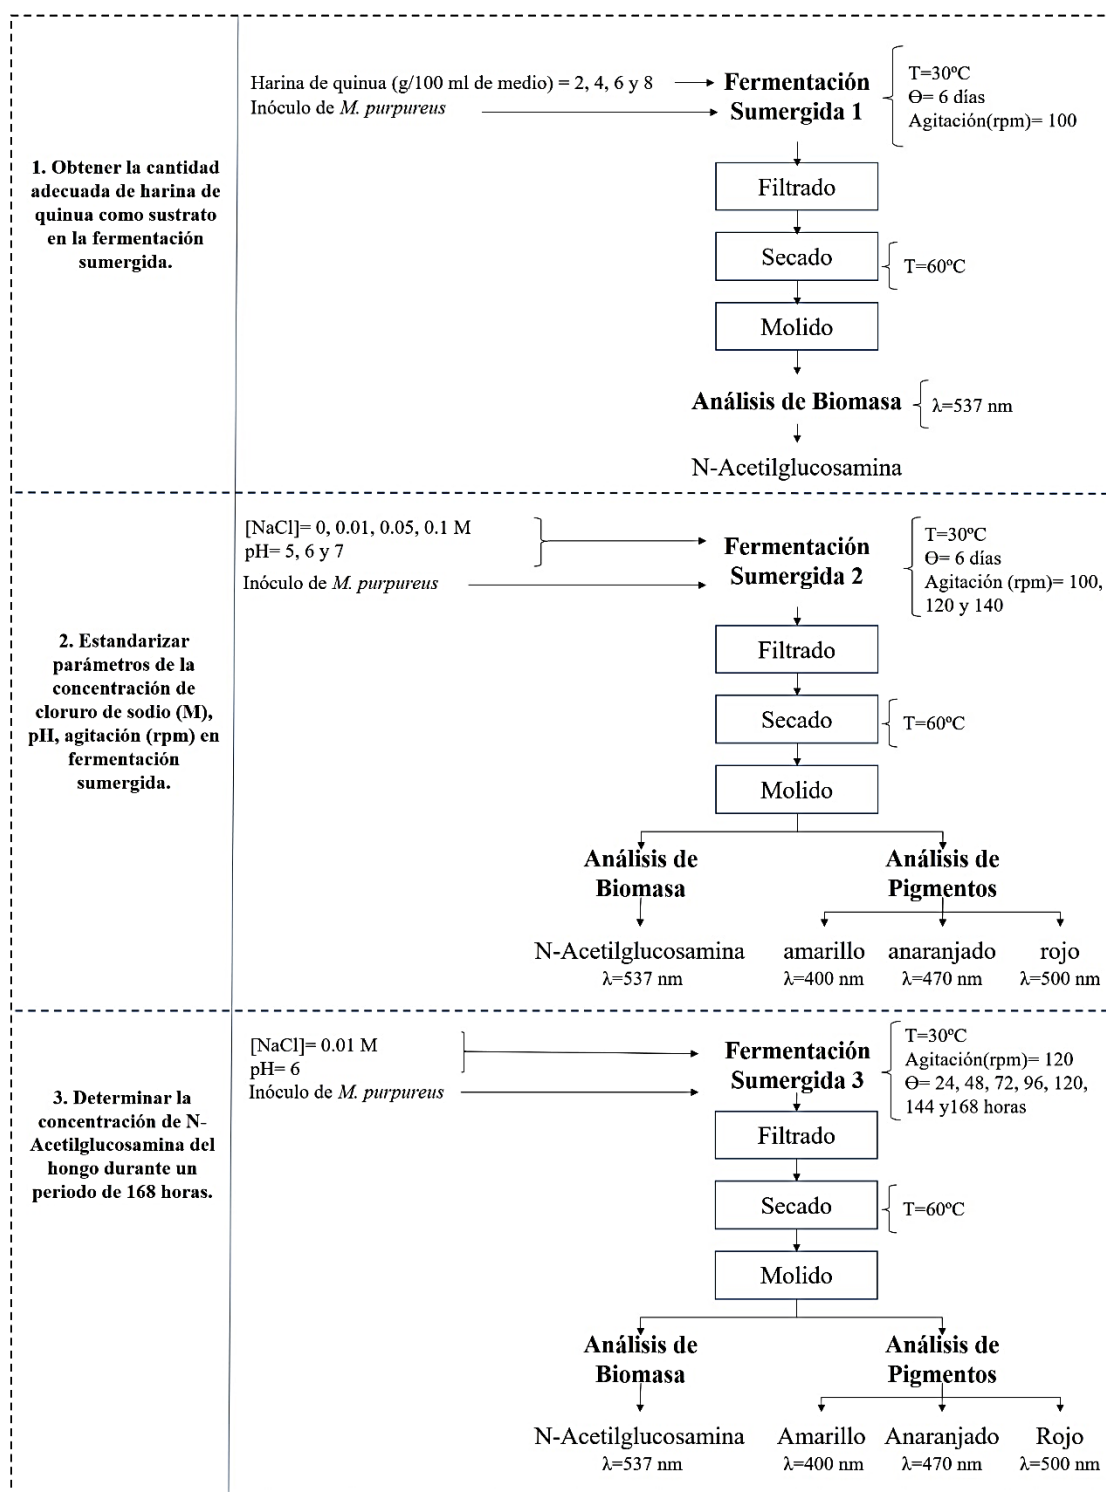 1. Obtener la cantidad
adecuada de harina de
quinua como sustrato
en la fermentación
sumergida.
Harina de quinua (g/100 ml de medio) = 2, 4, 6 y 8
Inóculo de M. purpureus
Fermentación
Sumergida 1
T=30ºC
Ɵ= 6 días
Agitación(rpm)= 100
Filtrado
Secado
T=60ºC
Molido
Análisis de Biomasa
λ=537 nm
N-Acetilglucosamina
2. Estandarizar
parámetros de la
concentración de
cloruro de sodio (M),
pH, agitación (rpm) en
fermentación
sumergida.
[NaCl]= 0, 0.01, 0.05, 0.1 M
pH= 5, 6 y 7
Inóculo de M. purpureus
Fermentación
Sumergida 2
T=30ºC
Ɵ= 6 días
Agitación (rpm)= 100,
120 y 140
Filtrado
Secado
T=60ºC
Molido
Análisis de
Biomasa
N-Acetilglucosamina
λ=537 nm
Análisis de
Pigmentos
amarillo
λ=400 nm
anaranjado
λ=470 nm
rojo
λ=500 nm
3. Determinar la
concentración de N-
Acetilglucosamina del
hongo durante un
periodo de 168 horas.
[NaCl]= 0.01 M
pH= 6
Inóculo de M. purpureus
Fermentación
Sumergida 3
T=30ºC
Agitación(rpm)= 120
Ɵ= 24, 48, 72, 96, 120,
144 y168 horas
Filtrado
Secado
T=60ºC
Molido
Análisis de
Biomasa
N-Acetilglucosamina
λ=537 nm
Análisis de
Pigmentos
Amarillo
λ=400 nm
Anaranjado
λ=470 nm
Rojo
λ=500 nm